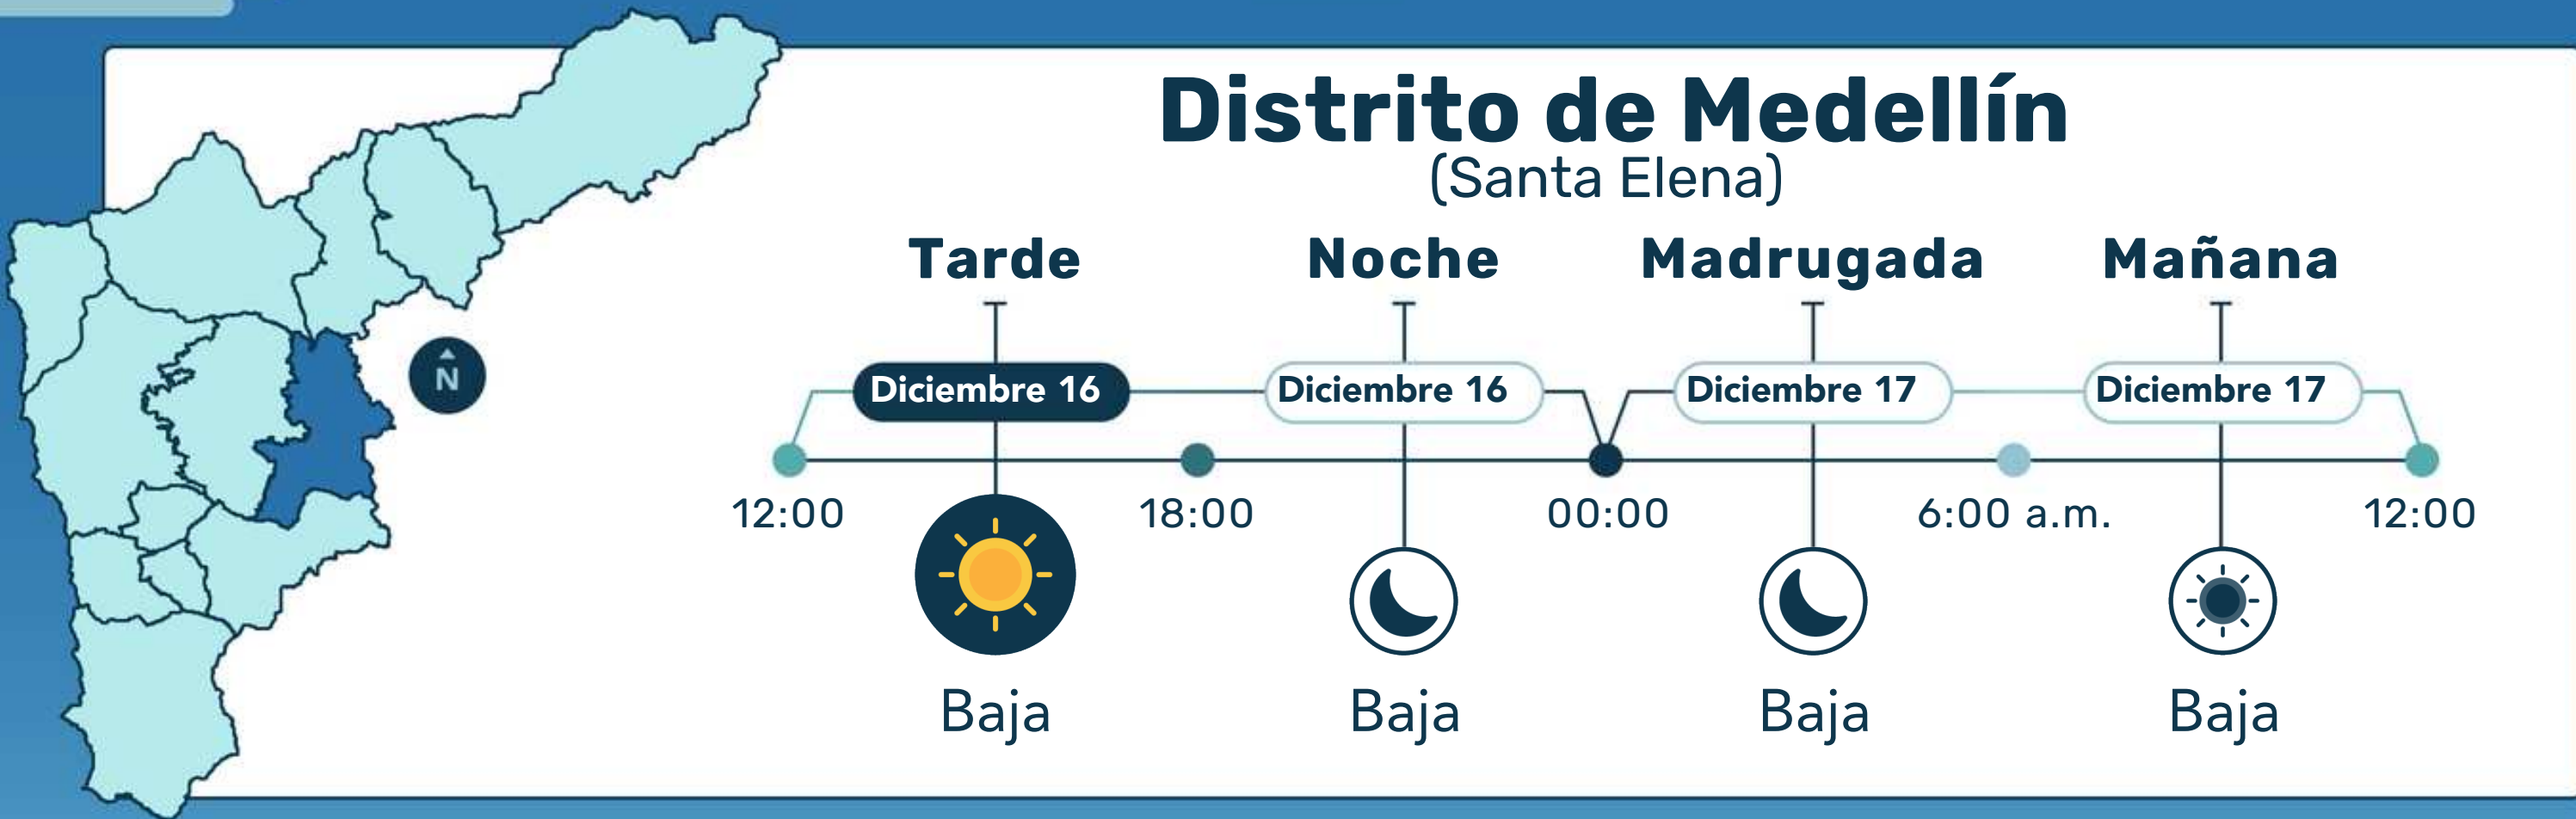 Distrito de Medellín
(Santa Elena)
Tarde Noche Madrugada Mañana
N
Diciembre 16 Diciembre 16 Diciembre 17 Diciembre 17
12:00 18:00 00:00 6:00 a.m. 12:00
Baja Baja Baja Baja